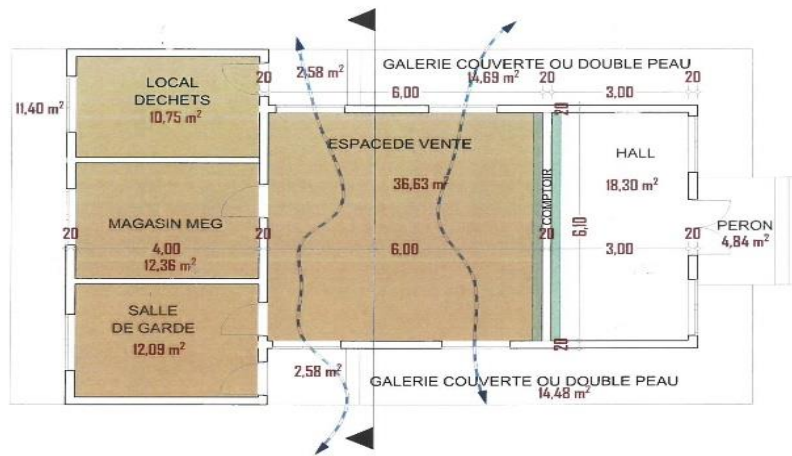 GALERIE COUVERTE OU DOUBLE PEAU
20 2,58 m² 14,69 m² 20 20
6,00 3,00
LOCAL
DECHETS
10,75 m²
11,40 m²
20
ESPACEDE VENTE
HALL
36,63 m²
18,30 m²
COMPTOIR
6,10
MAGASIN MEG
PERON
4,84 m²
20 20 20 20
4,00 6,00 3,00
12,36 m²
SALLE
DE GARDE
12,09 m²
20
2,58 m²
GALERIE COUVERTE OU DOUBLE PEAU
14,48 m²